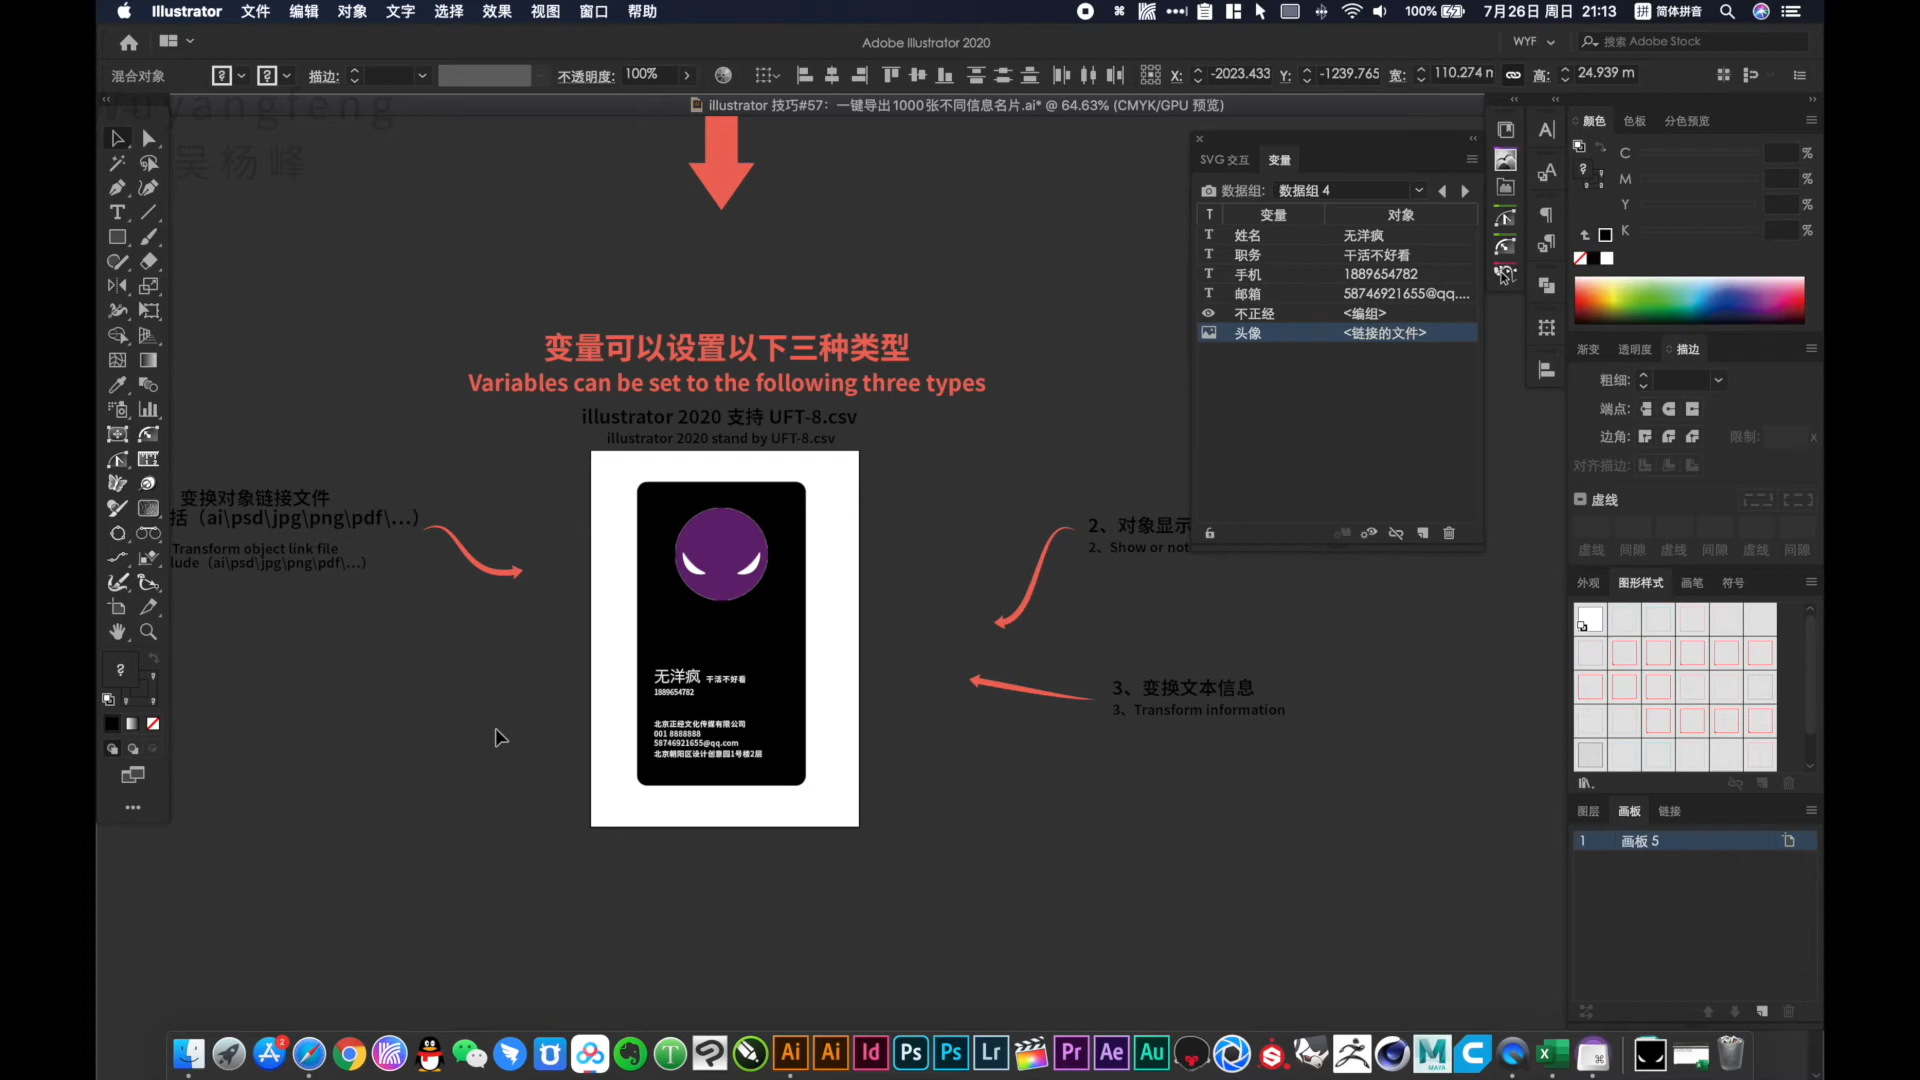 Illustrator 文件 编辑 对象 文字 选择 效果 视图 窗口 帮助
100% 7月26日 周日 21:13 拼 简体拼音
Adobe Illustrator 2020
WYF 搜索 Adobe Stock
混合对象 ? ? 描边: 不透明度: 100% X: -2023.433 Y: -1239.765 宽: 110.274 n 高: 24.939 m
illustrator 技巧#57：一键导出1000张不同信息名片.ai* @ 64.63% (CMYK/GPU 预览)
Wuyangfeng
吴杨峰
变量可以设置以下三种类型
Variables can be set to the following three types
illustrator 2020 支持 UFT-8.csv
illustrator 2020 stand by UFT-8.csv
变换对象链接文件
括（ai\psd\jpg\png\pdf\...）
Transform object link file
lude（ai\psd\jpg\png\pdf\...）
2、对象显示
2、Show or not
3、变换文本信息
3、Transform information
无洋疯 干活不好看
1889654782
北京正经文化传媒有限公司
001 8888888
58746921655@qq.com
北京朝阳区设计创意园1号楼2层
SVG 交互 变量
数据组: 数据组 4
T 变量 对象
T 姓名 无洋疯
T 职务 干活不好看
T 手机 1889654782
T 邮箱 58746921655@qq....
不正经 <编组>
头像 <链接的文件>
颜色 色板 分色预览
C %
M %
Y %
K %
渐变 透明度 描边
粗细:
端点:
边角: 限制: x
对齐描边:
虚线
虚线 间隙 虚线 间隙 虚线 间隙
外观 图形样式 画笔 符号
图层 画板 链接
1 画板 5
2 Ai Ai Id Ps Ps Lr Pr Ae Au MAYA